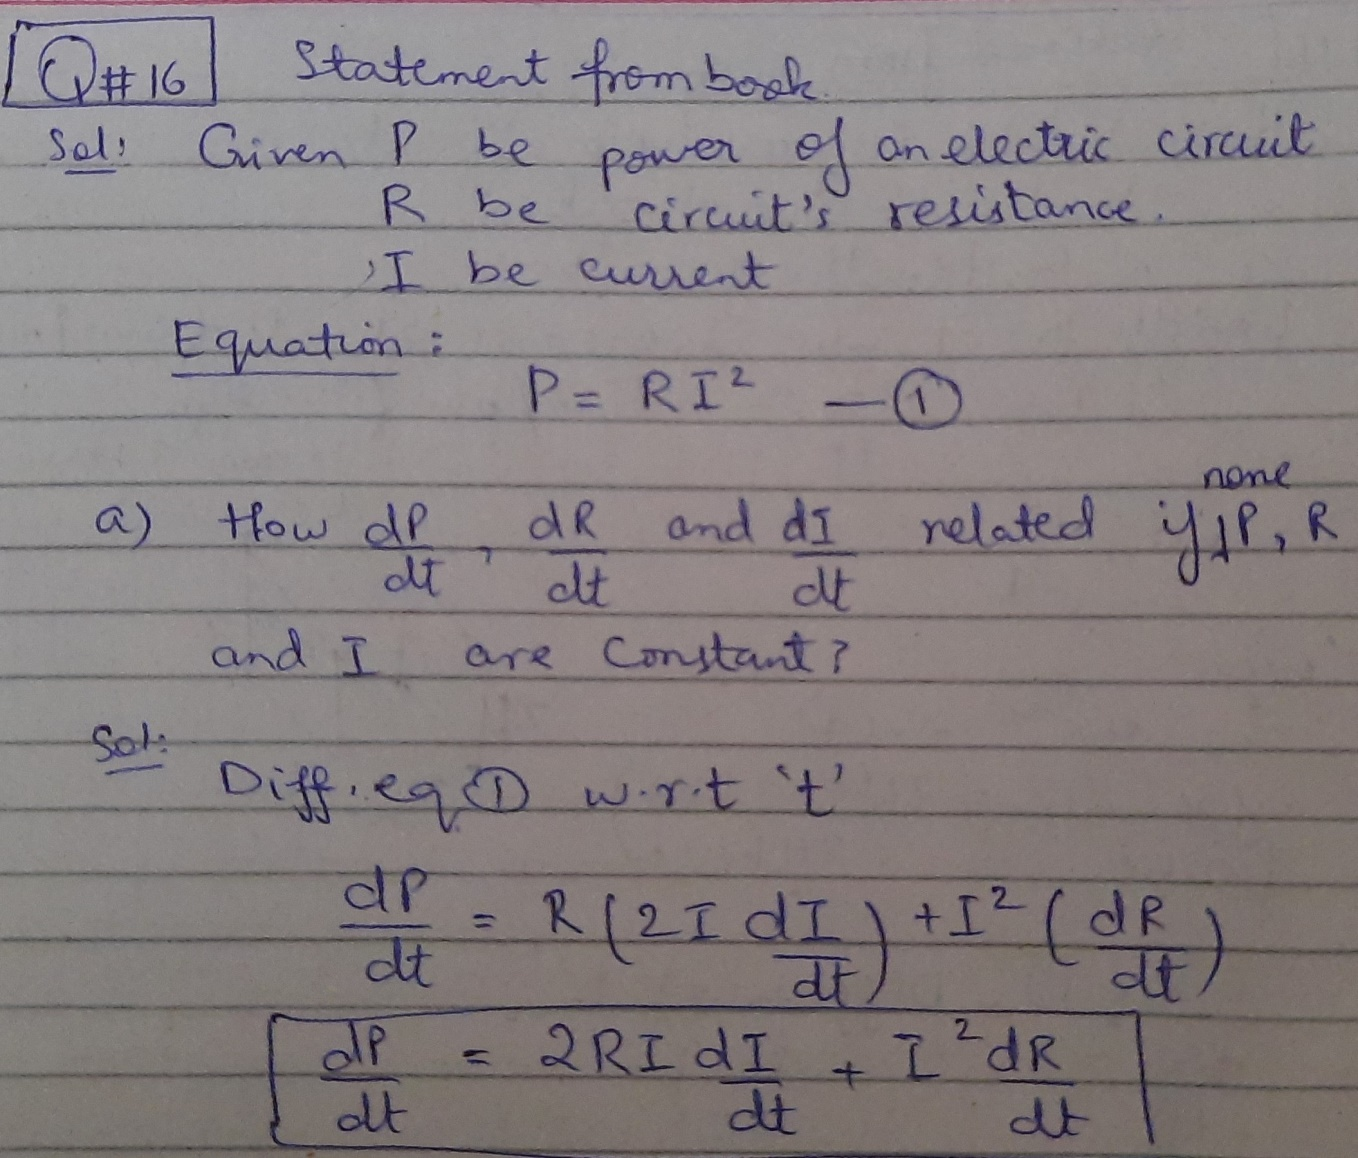 Q#16 Statement from book.
Sol: Given P be power of an electric circuit
R be circuit's resistance.
I be current
Equation:
P = RI² — ①
a) How dP/dt, dR/dt and dI/dt related if none P, R
and I are constant?
Sol:
Diff. eq ① w.r.t 't'
dP/dt = R(2I dI/dt) + I² (dR/dt)
dP/dt = 2RI dI/dt + I² dR/dt